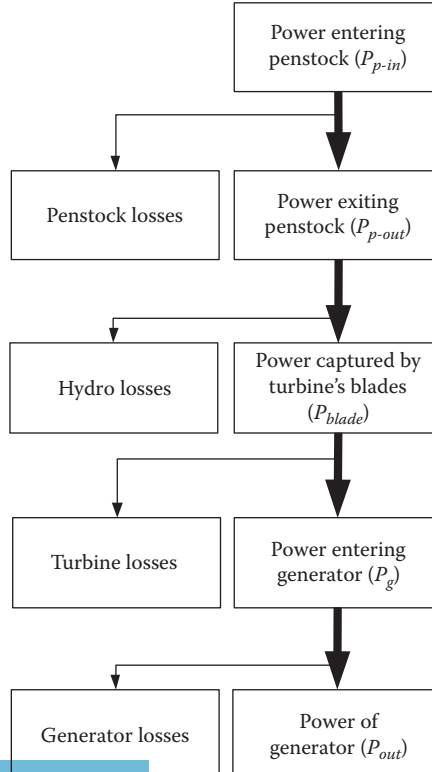 Power entering
penstock (Pp-in)
Penstock losses
Power exiting
penstock (Pp-out)
Hydro losses
Power captured by
turbine’s blades
(Pblade)
Turbine losses
Power entering
generator (Pg)
Generator losses
Power of
generator (Pout)